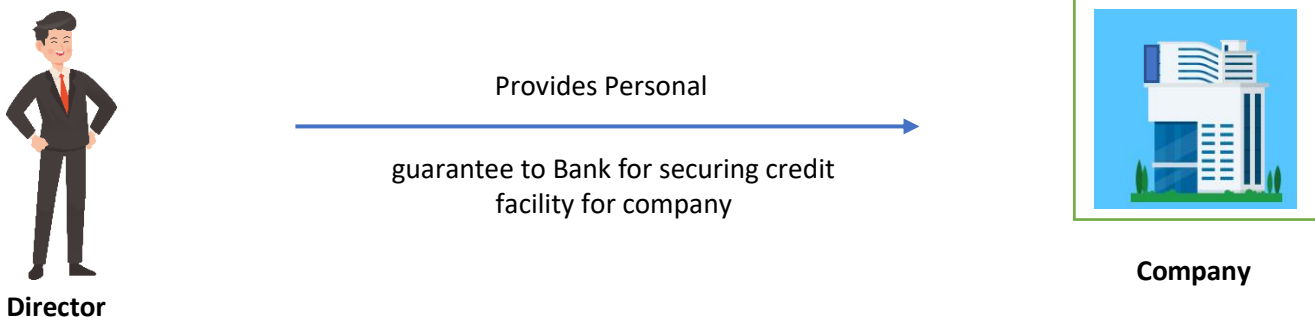 Provides Personal
guarantee to Bank for securing credit
facility for company
Company
Director